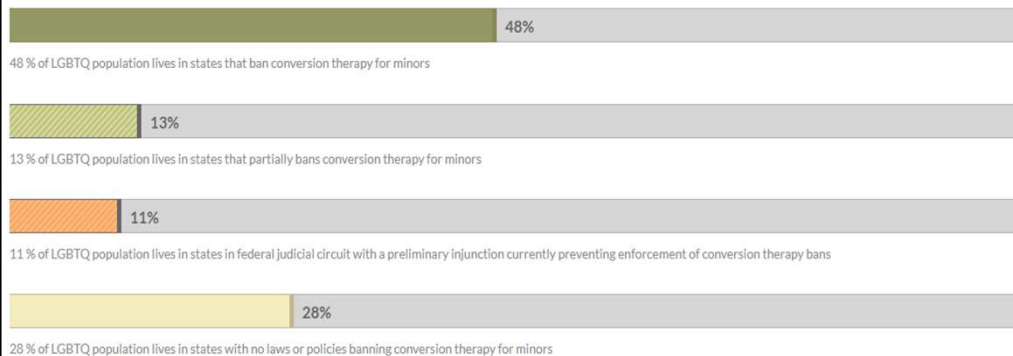 48%
48 % of LGBTQ population lives in states that ban conversion therapy for minors
13%
13 % of LGBTQ population lives in states that partially bans conversion therapy for minors
11%
11 % of LGBTQ population lives in states in federal judicial circuit with a preliminary injunction currently preventing enforcement of conversion therapy bans
28%
28 % of LGBTQ population lives in states with no laws or policies banning conversion therapy for minors